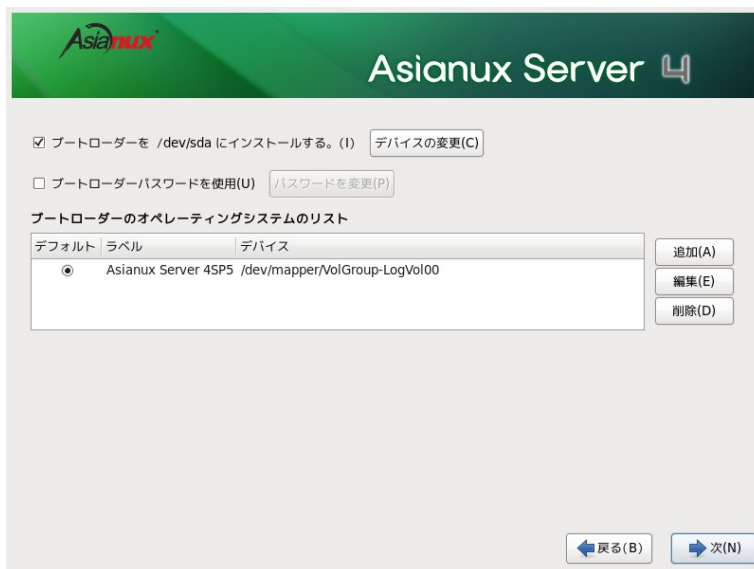 Asianux
Asianux Server 4
ブートローダーを /dev/sda にインストールする。(I) デバイスの変更(C)
ブートローダーパスワードを使用(U) パスワードを変更(P)
ブートローダーのオペレーティングシステムのリスト
デフォルト ラベル デバイス
Asianux Server 4SP5 /dev/mapper/VolGroup-LogVol00
追加(A)
編集(E)
削除(D)
戻る(B) 次(N)